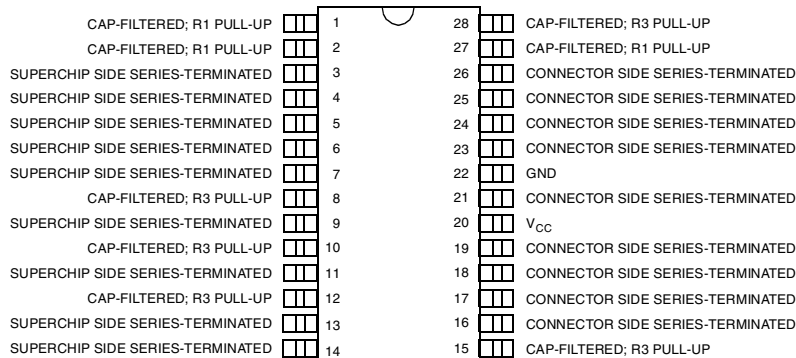 CAP-FILTERED; R1 PULL-UP 1 28 CAP-FILTERED; R3 PULL-UP
CAP-FILTERED; R1 PULL-UP 2 27 CAP-FILTERED; R1 PULL-UP
SUPERCHIP SIDE SERIES-TERMINATED 3 26 CONNECTOR SIDE SERIES-TERMINATED
SUPERCHIP SIDE SERIES-TERMINATED 4 25 CONNECTOR SIDE SERIES-TERMINATED
SUPERCHIP SIDE SERIES-TERMINATED 5 24 CONNECTOR SIDE SERIES-TERMINATED
SUPERCHIP SIDE SERIES-TERMINATED 6 23 CONNECTOR SIDE SERIES-TERMINATED
SUPERCHIP SIDE SERIES-TERMINATED 7 22 GND
CAP-FILTERED; R3 PULL-UP 8 21 CONNECTOR SIDE SERIES-TERMINATED
SUPERCHIP SIDE SERIES-TERMINATED 9 20 VCC
CAP-FILTERED; R3 PULL-UP 10 19 CONNECTOR SIDE SERIES-TERMINATED
SUPERCHIP SIDE SERIES-TERMINATED 11 18 CONNECTOR SIDE SERIES-TERMINATED
CAP-FILTERED; R3 PULL-UP 12 17 CONNECTOR SIDE SERIES-TERMINATED
SUPERCHIP SIDE SERIES-TERMINATED 13 16 CONNECTOR SIDE SERIES-TERMINATED
SUPERCHIP SIDE SERIES-TERMINATED 14 15 CAP-FILTERED; R3 PULL-UP